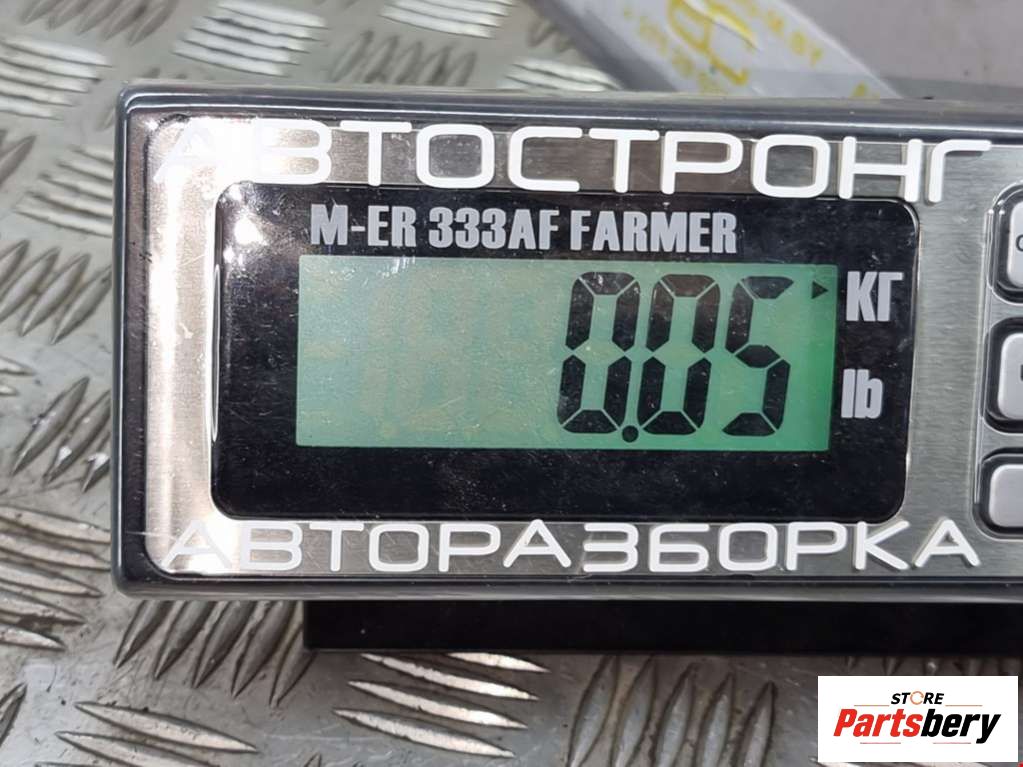 АВТОСТРОНГ
M-ER 333AF FARMER
0.05 КГ
lb
АВТОРАЗБОРКА
STORE
Partsbery